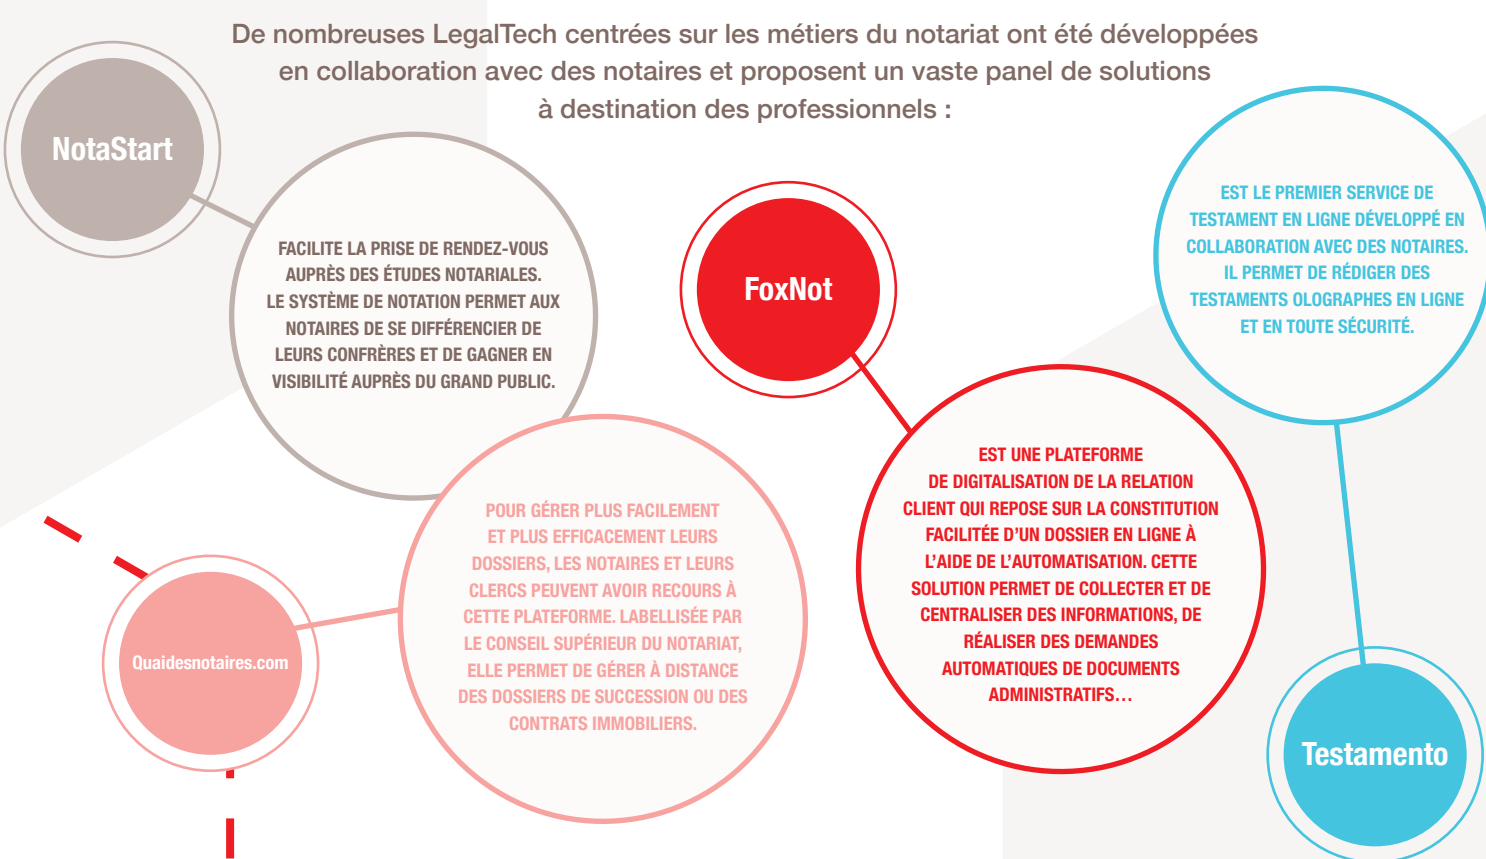 De nombreuses LegalTech centrées sur les métiers du notariat ont été développées
en collaboration avec des notaires et proposent un vaste panel de solutions
à destination des professionnels :
NotaStart
FACILITE LA PRISE DE RENDEZ-VOUS
AUPRÈS DES ÉTUDES NOTARIALES.
LE SYSTÈME DE NOTATION PERMET AUX
NOTAIRES DE SE DIFFÉRENCIER DE
LEURS CONFRÈRES ET DE GAGNER EN
VISIBILITÉ AUPRÈS DU GRAND PUBLIC.
Quaidesnotaires.com
POUR GÉRER PLUS FACILEMENT
ET PLUS EFFICACEMENT LEURS
DOSSIERS, LES NOTAIRES ET LEURS
CLERCS PEUVENT AVOIR RECOURS À
CETTE PLATEFORME. LABELLISÉE PAR
LE CONSEIL SUPÉRIEUR DU NOTARIAT,
ELLE PERMET DE GÉRER À DISTANCE
DES DOSSIERS DE SUCCESSION OU DES
CONTRATS IMMOBILIERS.
FoxNot
EST UNE PLATEFORME
DE DIGITALISATION DE LA RELATION
CLIENT QUI REPOSE SUR LA CONSTITUTION
FACILITÉE D'UN DOSSIER EN LIGNE À
L'AIDE DE L'AUTOMATISATION. CETTE
SOLUTION PERMET DE COLLECTER ET DE
CENTRALISER DES INFORMATIONS, DE
RÉALISER DES DEMANDES
AUTOMATIQUES DE DOCUMENTS
ADMINISTRATIFS…
EST LE PREMIER SERVICE DE
TESTAMENT EN LIGNE DÉVELOPPÉ EN
COLLABORATION AVEC DES NOTAIRES.
IL PERMET DE RÉDIGER DES
TESTAMENTS OLOGRAPHES EN LIGNE
ET EN TOUTE SÉCURITÉ.
Testamento